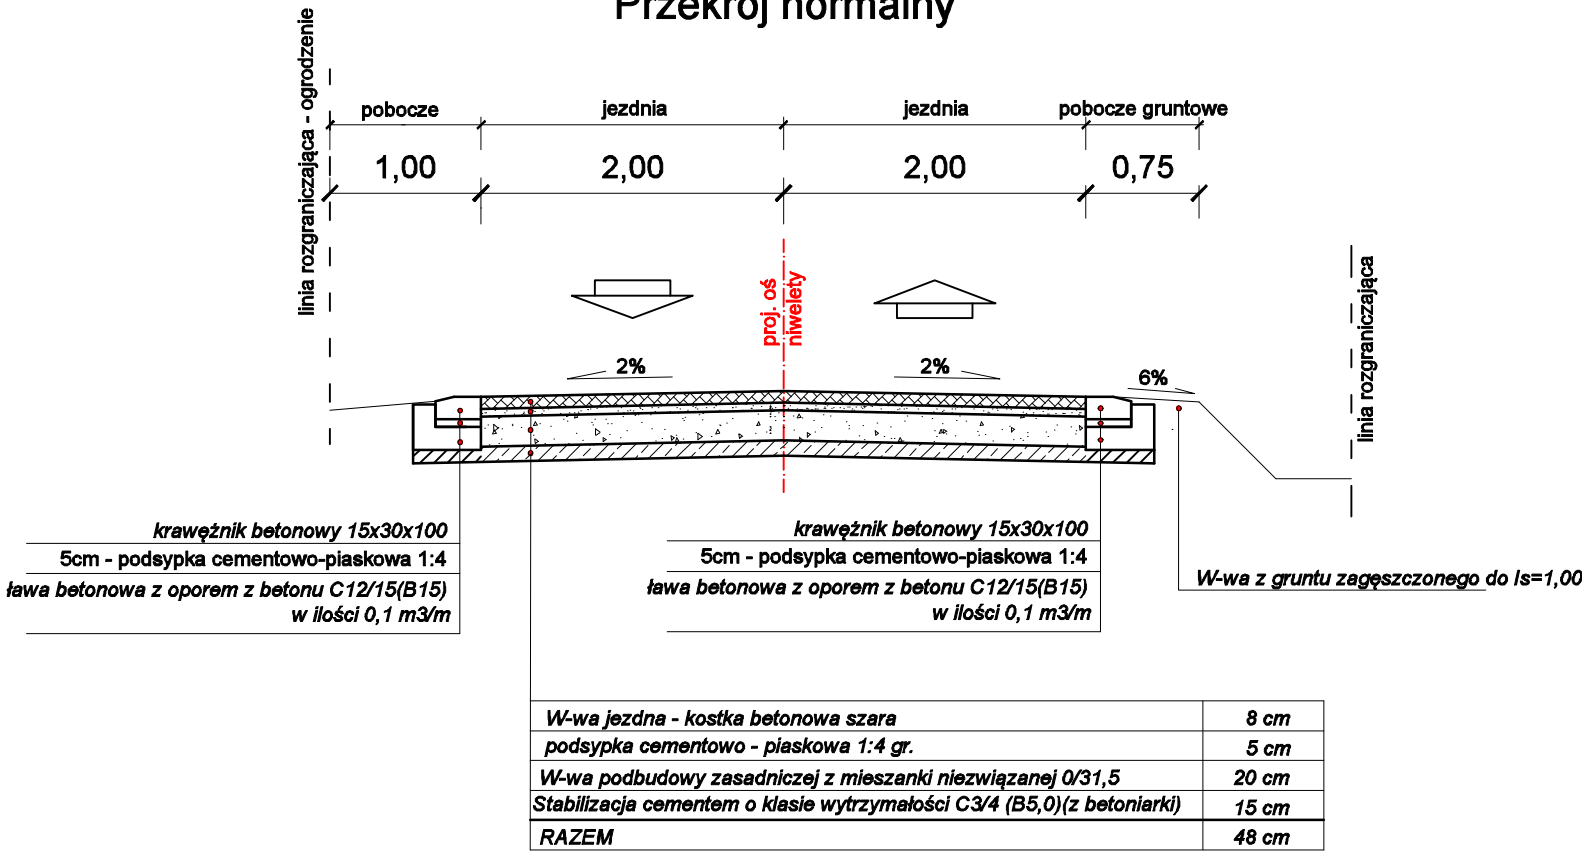 Przekrój normalny
linia rozgraniczająca - ogrodzenie
pobocze
jezdnia
jezdnia
pobocze gruntowe
1,00
2,00
2,00
0,75
proj. oś
niwelety
linia rozgraniczająca
2%
2%
6%
krawężnik betonowy 15x30x100
5cm - podsypka cementowo-piaskowa 1:4
ława betonowa z oporem z betonu C12/15(B15)
w ilości 0,1 m3/m
krawężnik betonowy 15x30x100
5cm - podsypka cementowo-piaskowa 1:4
ława betonowa z oporem z betonu C12/15(B15)
w ilości 0,1 m3/m
W-wa z gruntu zagęszczonego do Is=1,00
W-wa jezdna - kostka betonowa szara 8 cm
podsypka cementowo - piaskowa 1:4 gr. 5 cm
W-wa podbudowy zasadniczej z mieszanki niezwiązanej 0/31,5 20 cm
Stabilizacja cementem o klasie wytrzymałości C3/4 (B5,0)(z betoniarki) 15 cm
RAZEM 48 cm